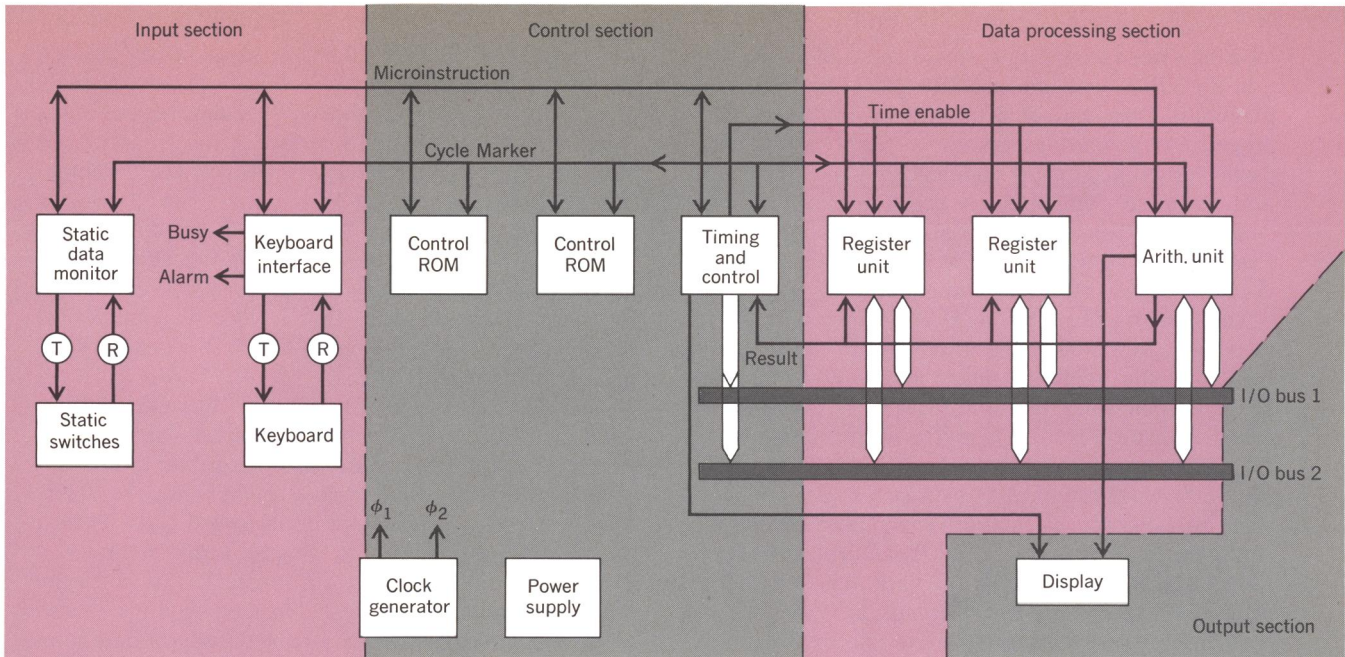 Input section
Control section
Data processing section
Microinstruction
Time enable
Cycle Marker
Static
data
monitor
Busy
Alarm
Keyboard
interface
Control
ROM
Control
ROM
Timing
and
control
Register
unit
Register
unit
Arith. unit
T
R
T
R
Result
Static
switches
Keyboard
I/O bus 1
I/O bus 2
ϕ1
ϕ2
Clock
generator
Power
supply
Display
Output section